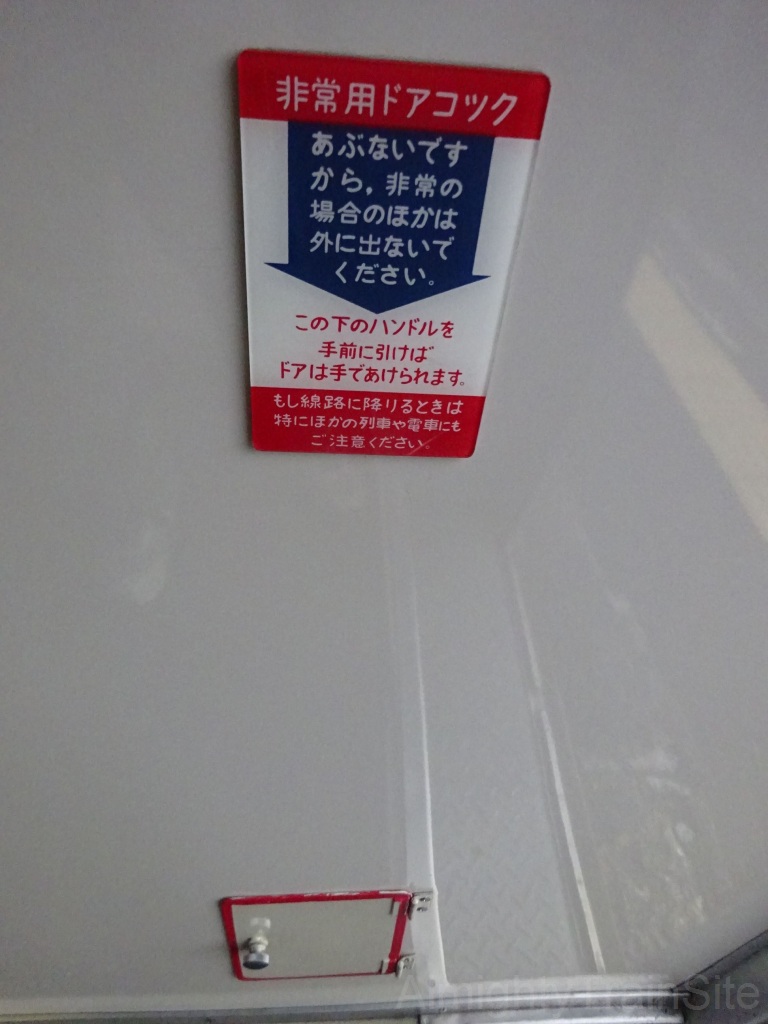 非常用ドアコック
あぶないです
から,非常の
場合のほかは
外に出ないで
ください。
この下のハンドルを
手前に引けば
ドアは手であけられます。
もし線路に降りるときは
特にほかの列車や電車にも
ご注意ください。
AlmightyTrainSite